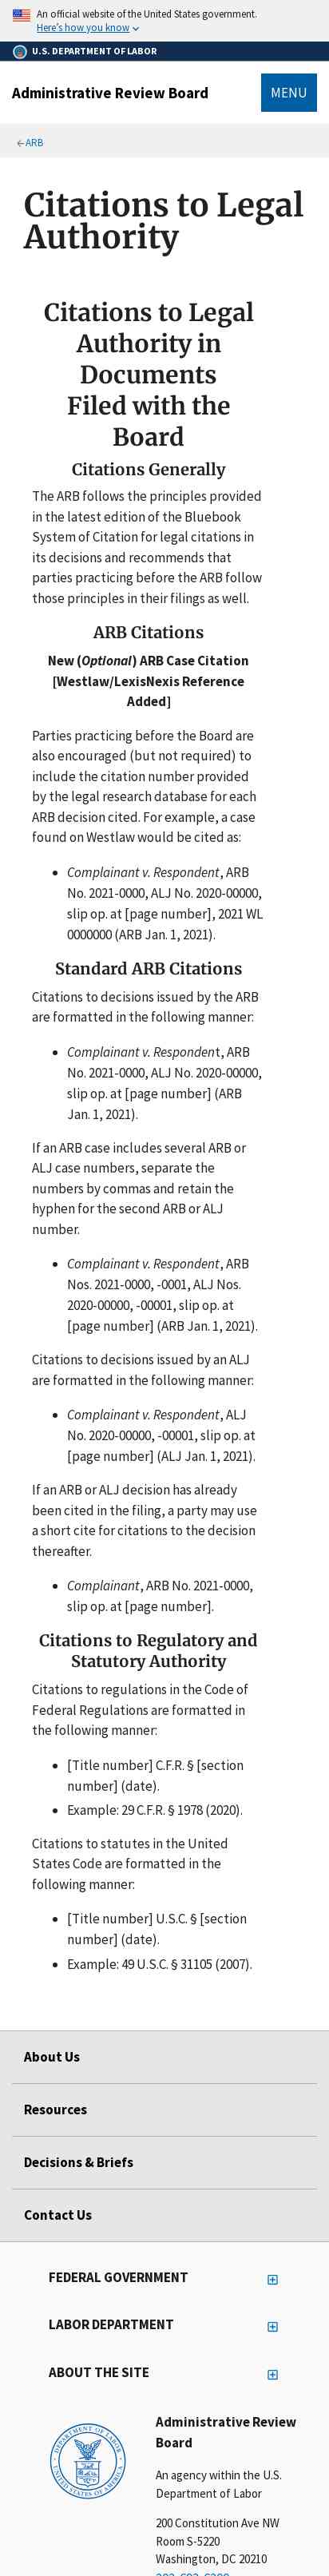 An official website of the United States government.
Here's how you know
U.S. DEPARTMENT OF LABOR
Administrative Review Board
MENU
ARB
Citations to Legal
Authority
Citations to Legal
Authority in
Documents
Filed with the
Board
Citations Generally
The ARB follows the principles provided
in the latest edition of the Bluebook
System of Citation for legal citations in
its decisions and recommends that
parties practicing before the ARB follow
those principles in their filings as well.
ARB Citations
New (Optional) ARB Case Citation
[Westlaw/LexisNexis Reference
Added]
Parties practicing before the Board are
also encouraged (but not required) to
include the citation number provided
by the legal research database for each
ARB decision cited. For example, a case
found on Westlaw would be cited as:
• Complainant v. Respondent, ARB
No. 2021-0000, ALJ No. 2020-00000,
slip op. at [page number], 2021 WL
0000000 (ARB Jan. 1, 2021).
Standard ARB Citations
Citations to decisions issued by the ARB
are formatted in the following manner:
• Complainant v. Respondent, ARB
No. 2021-0000, ALJ No. 2020-00000,
slip op. at [page number] (ARB
Jan. 1, 2021).
If an ARB case includes several ARB or
ALJ case numbers, separate the
numbers by commas and retain the
hyphen for the second ARB or ALJ
number.
• Complainant v. Respondent, ARB
Nos. 2021-0000, -0001, ALJ Nos.
2020-00000, -00001, slip op. at
[page number] (ARB Jan. 1, 2021).
Citations to decisions issued by an ALJ
are formatted in the following manner:
• Complainant v. Respondent, ALJ
No. 2020-00000, -00001, slip op. at
[page number] (ALJ Jan. 1, 2021).
If an ARB or ALJ decision has already
been cited in the filing, a party may use
a short cite for citations to the decision
thereafter.
• Complainant, ARB No. 2021-0000,
slip op. at [page number].
Citations to Regulatory and
Statutory Authority
Citations to regulations in the Code of
Federal Regulations are formatted in
the following manner:
• [Title number] C.F.R. § [section
number] (date).
• Example: 29 C.F.R. § 1978 (2020).
Citations to statutes in the United
States Code are formatted in the
following manner:
• [Title number] U.S.C. § [section
number] (date).
• Example: 49 U.S.C. § 31105 (2007).
About Us
Resources
Decisions & Briefs
Contact Us
FEDERAL GOVERNMENT
LABOR DEPARTMENT
ABOUT THE SITE
Administrative Review
Board
An agency within the U.S.
Department of Labor
200 Constitution Ave NW
Room S-5220
Washington, DC 20210